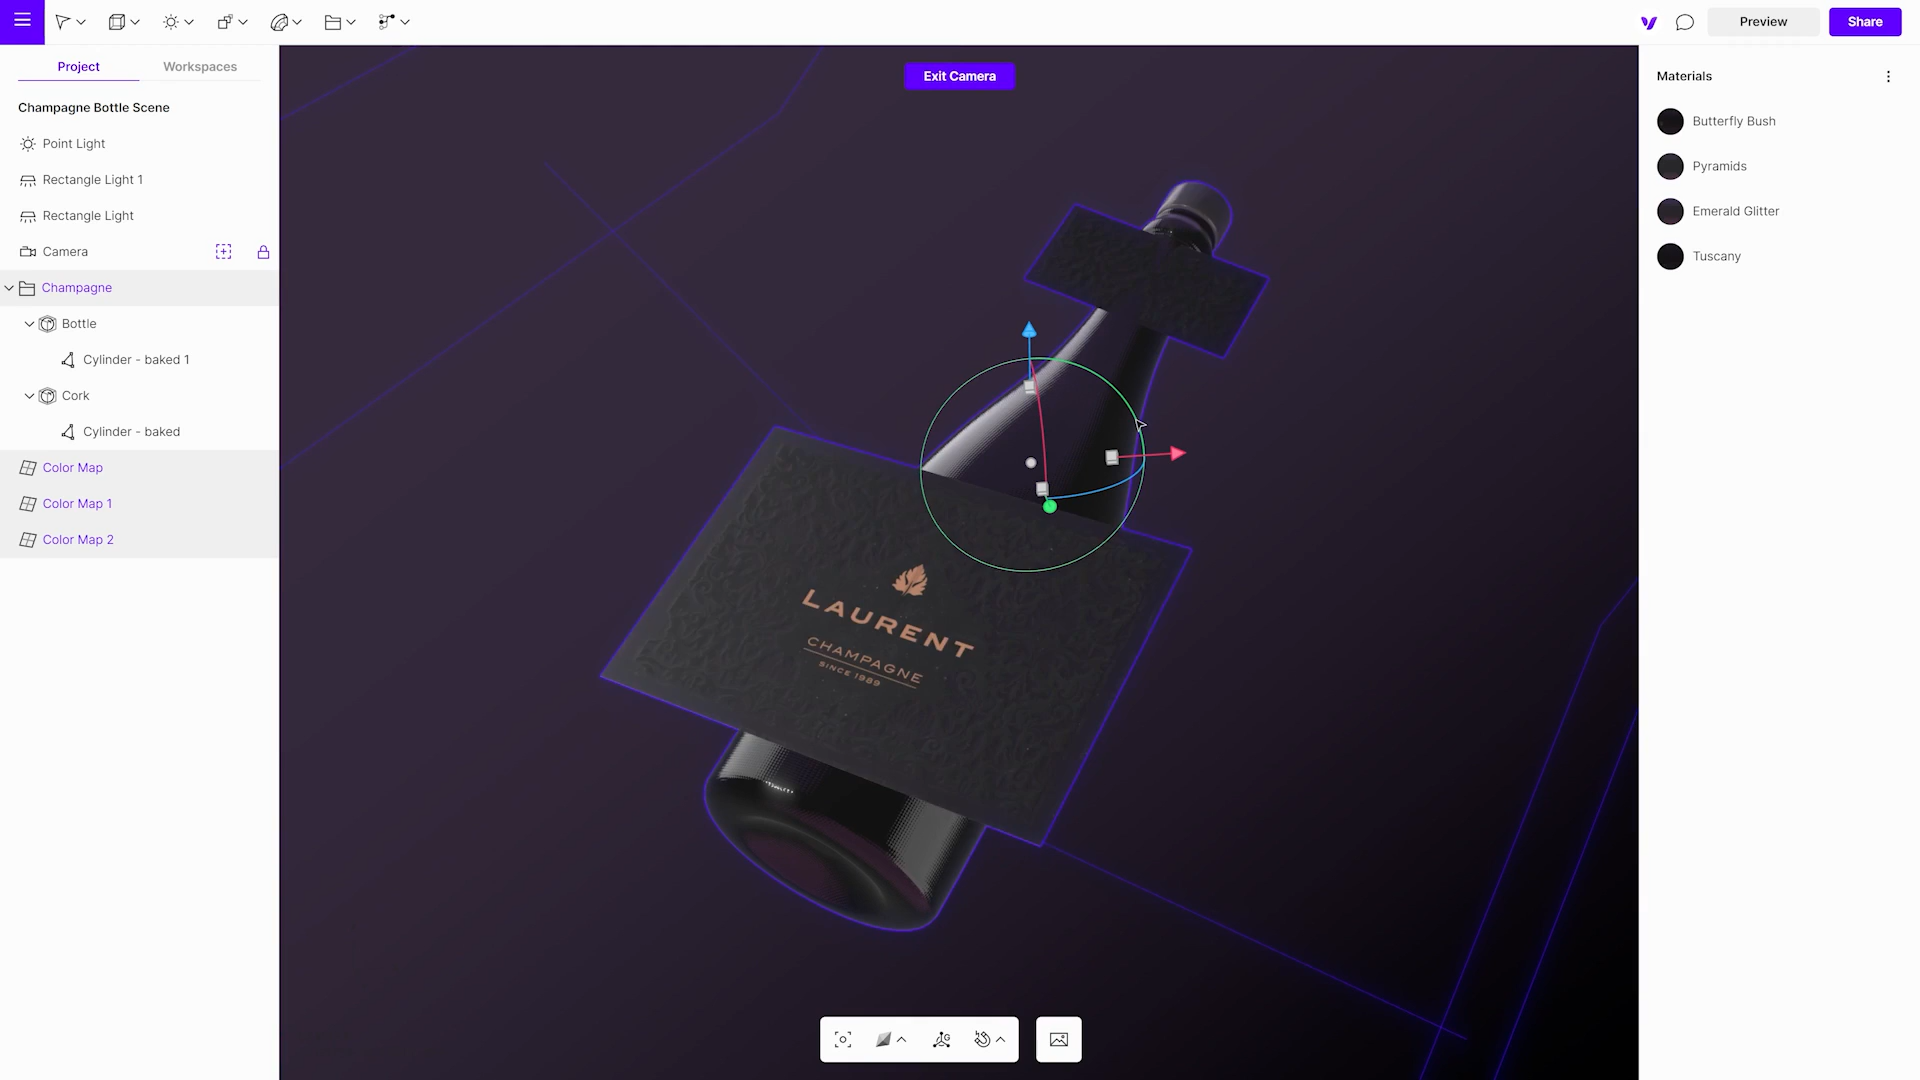 Preview
Share
Project
Workspaces
Exit Camera
Materials
Champagne Bottle Scene
Point Light
Rectangle Light 1
Rectangle Light
Camera
Champagne
Bottle
Cylinder - baked 1
Cork
Cylinder - baked
Color Map
Color Map 1
Color Map 2
Butterfly Bush
Pyramids
Emerald Glitter
Tuscany
LAURENT
CHAMPAGNE
SINCE 1989